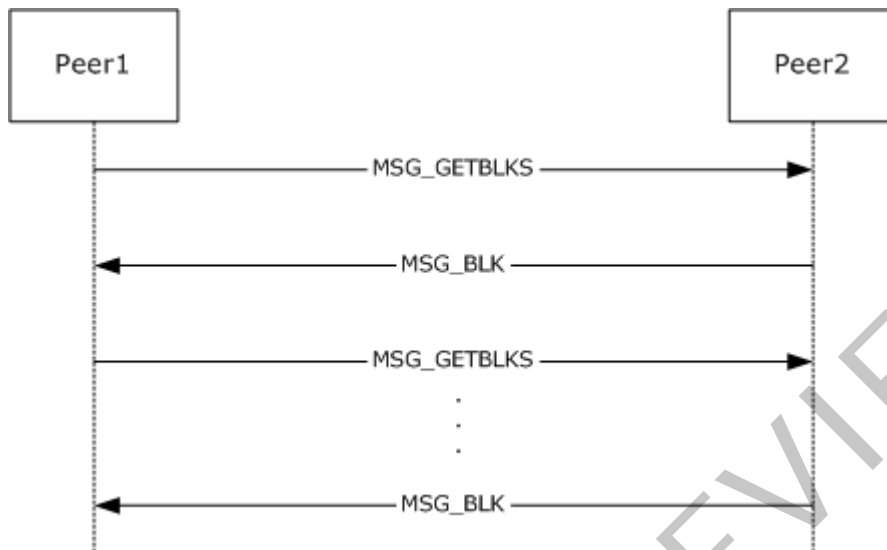 Peer1
Peer2
MSG_GETBLKS
MSG_BLK
MSG_GETBLKS
.
.
.
MSG_BLK